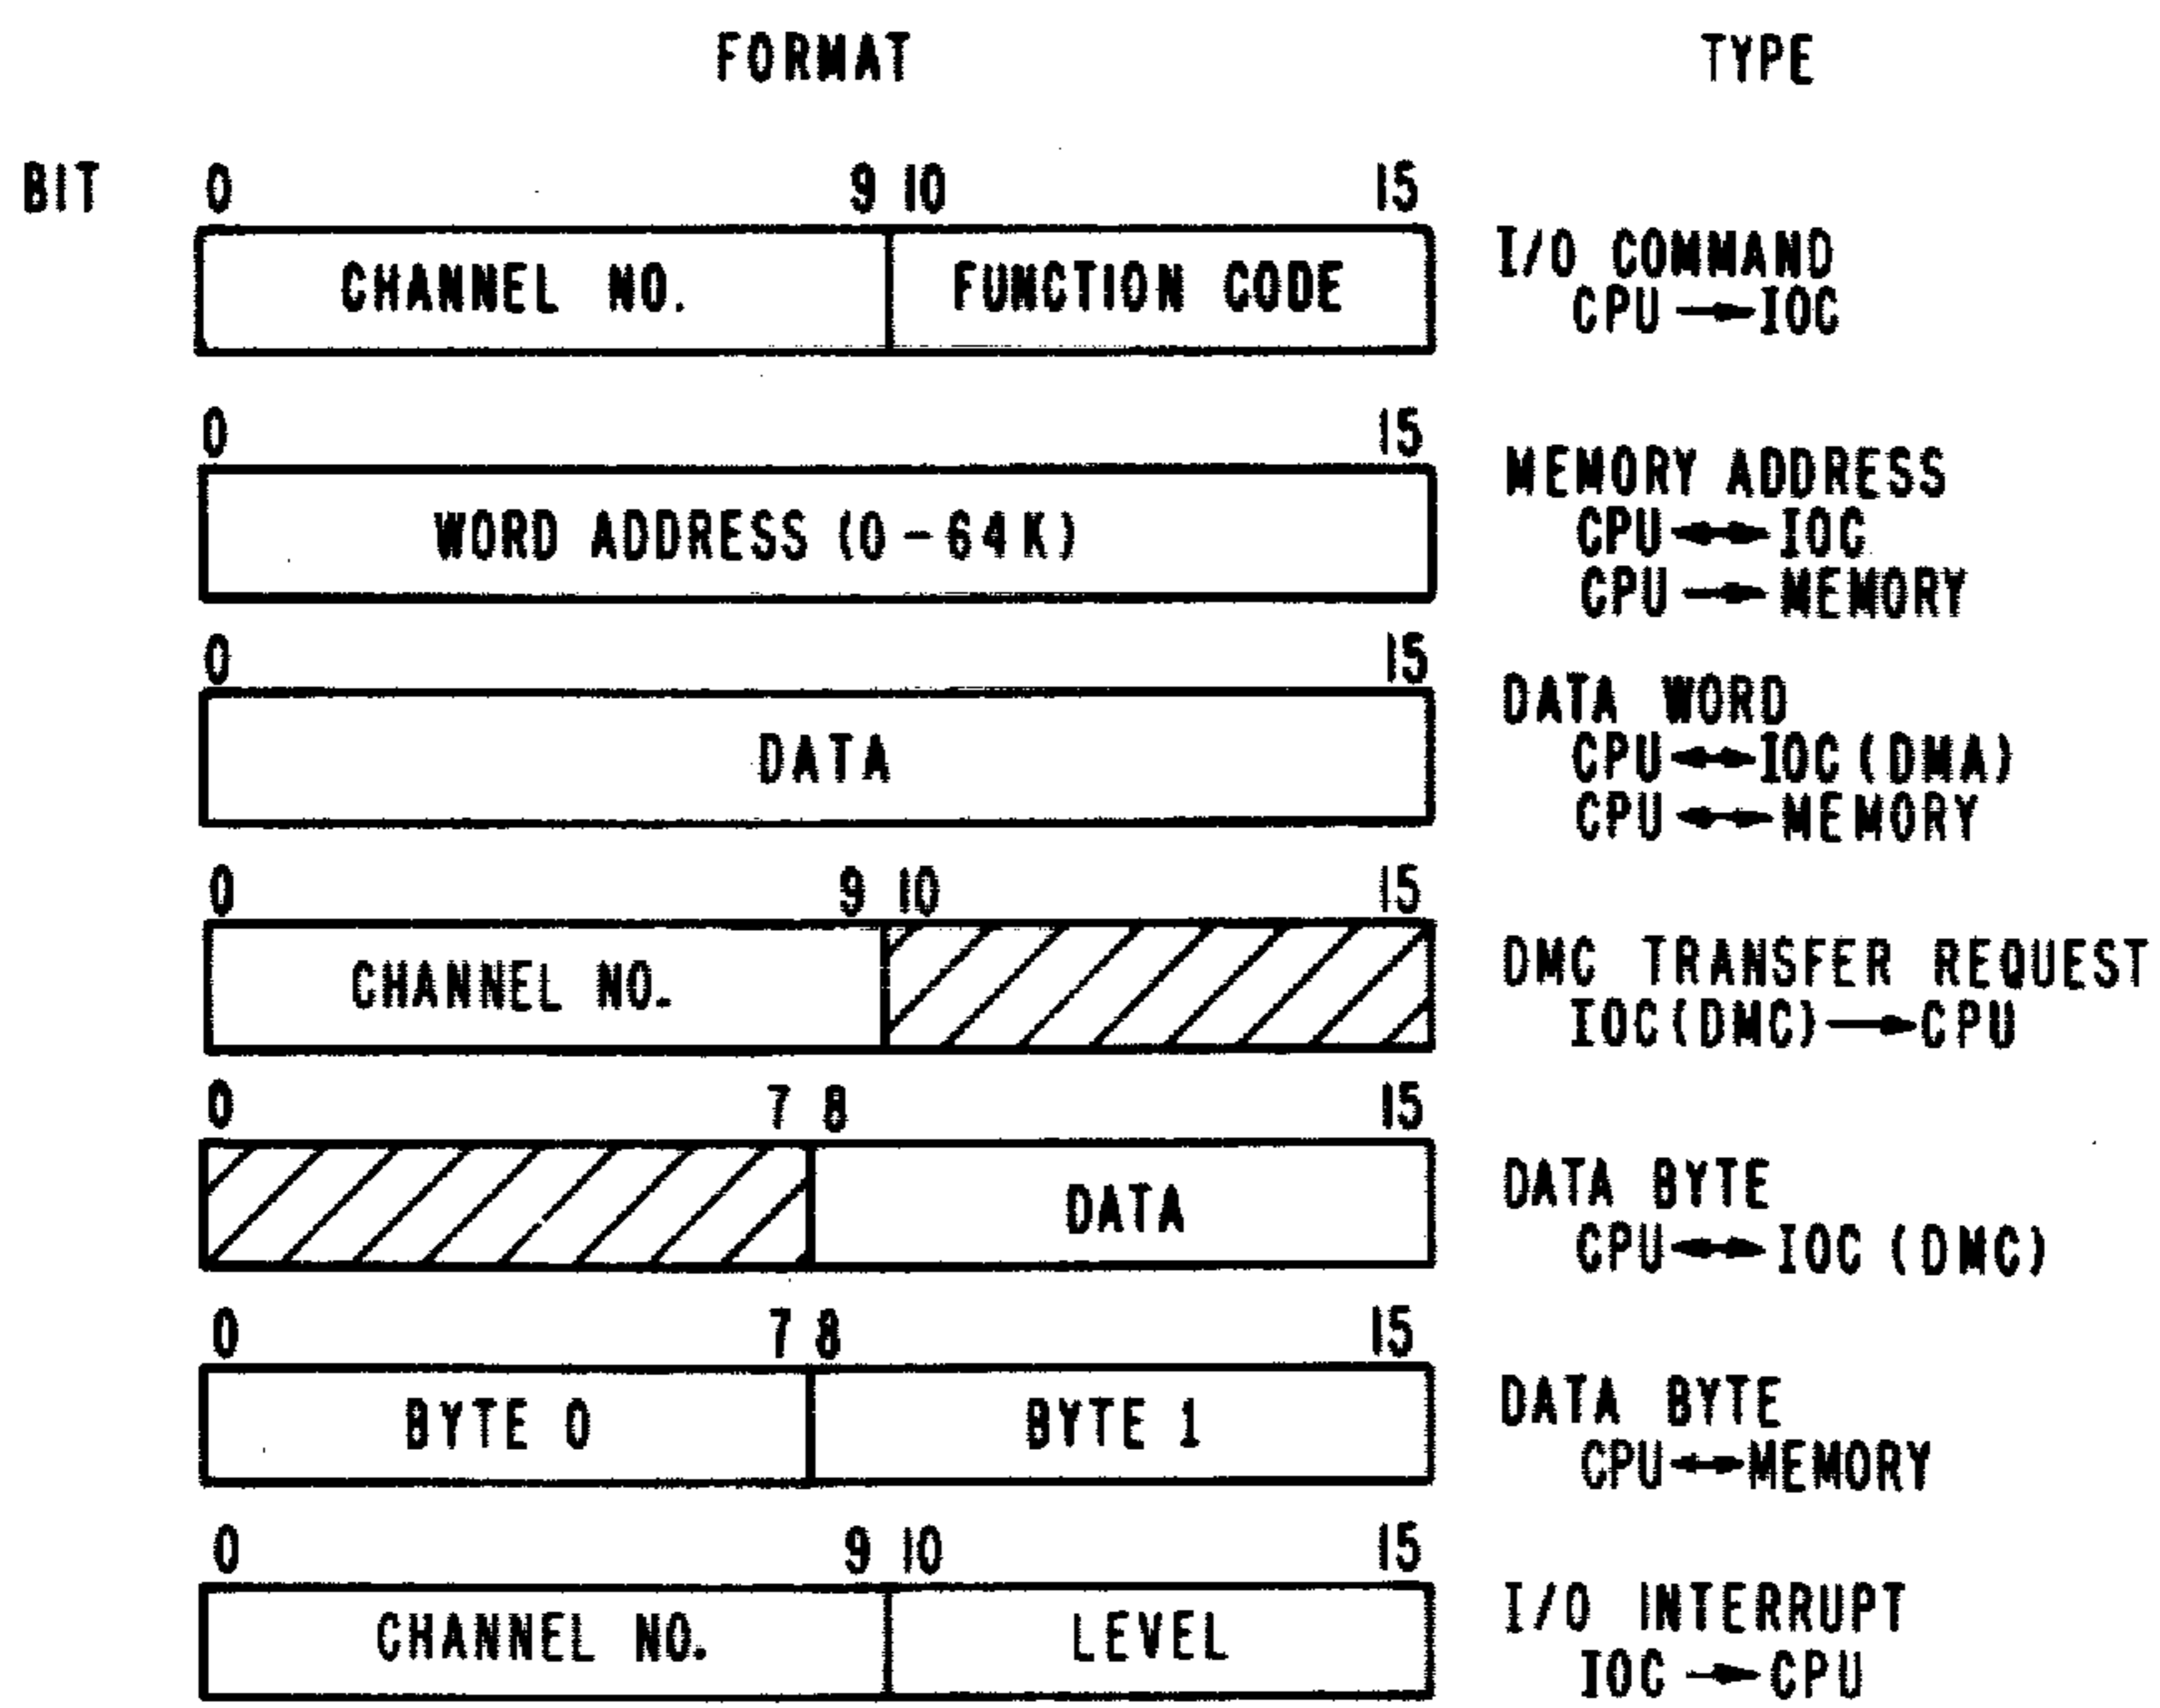 FORMAT TYPE
BIT 0 9 10 15
CHANNEL NO. FUNCTION CODE
I/O COMMAND
CPU → IOC
0 15
WORD ADDRESS (0 - 64K)
MEMORY ADDRESS
CPU ↔ IOC
CPU → MEMORY
0 15
DATA
DATA WORD
CPU ↔ IOC (DMA)
CPU ↔ MEMORY
0 9 10 15
CHANNEL NO.
DMC TRANSFER REQUEST
IOC (DMC) → CPU
0 7 8 15
DATA
DATA BYTE
CPU ↔ IOC (DMC)
0 7 8 15
BYTE 0 BYTE 1
DATA BYTE
CPU ↔ MEMORY
0 9 10 15
CHANNEL NO. LEVEL
I/O INTERRUPT
IOC → CPU